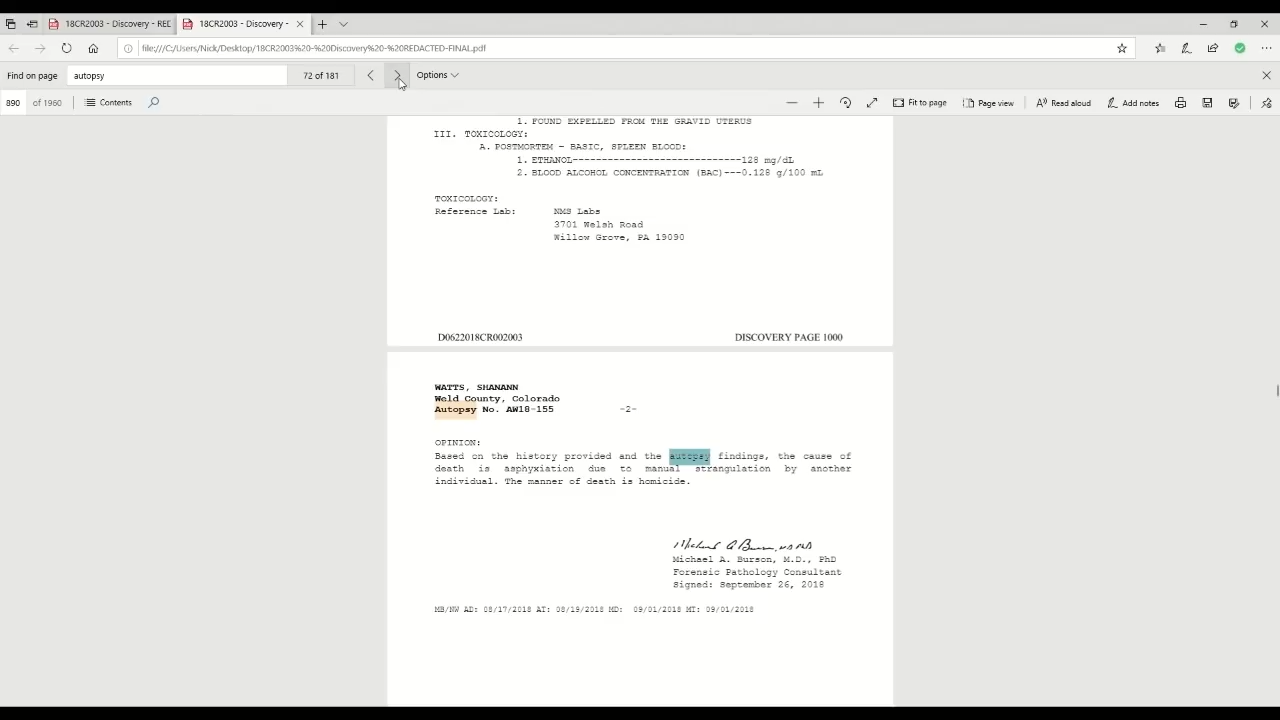 18CR2003 - Discovery - RED
18CR2003 - Discovery -
file:///C:/Users/Nick/Desktop/18CR2003%20-%20Discovery%20-%20REDACTED-FINAL.pdf
Find on page autopsy 72 of 181 Options
890 of 1960 Contents Fit to page Page view Read aloud Add notes
1. FOUND EXPELLED FROM THE GRAVID UTERUS
III. TOXICOLOGY:
A. POSTMORTEM – BASIC, SPLEEN BLOOD:
1. ETHANOL----------------------------128 mg/dL
2. BLOOD ALCOHOL CONCENTRATION (BAC)---0.128 g/100 mL
TOXICOLOGY:
Reference Lab: NMS Labs
3701 Welsh Road
Willow Grove, PA 19090
D0622018CR002003 DISCOVERY PAGE 1000
WATTS, SHANANN
Weld County, Colorado
Autopsy No. AW18-155 -2-
OPINION:
Based on the history provided and the autopsy findings, the cause of
death is asphyxiation due to manual strangulation by another
individual. The manner of death is homicide.
Michael A Burson, MD PhD
Michael A. Burson, M.D., PhD
Forensic Pathology Consultant
Signed: September 26, 2018
MB/NW AD: 08/17/2018 AT: 08/19/2018 MD: 09/01/2018 MT: 09/01/2018